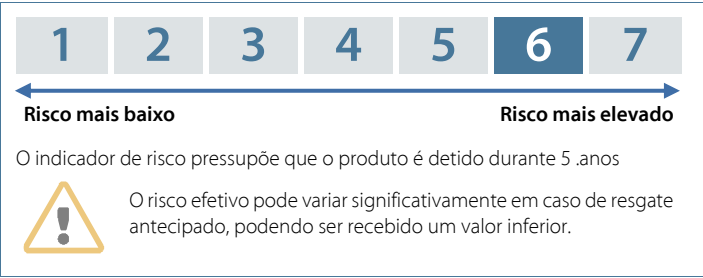 1 2 3 4 5 6 7
Risco mais baixo Risco mais elevado
O indicador de risco pressupõe que o produto é detido durante 5 .anos
O risco efetivo pode variar significativamente em caso de resgate
antecipado, podendo ser recebido um valor inferior.